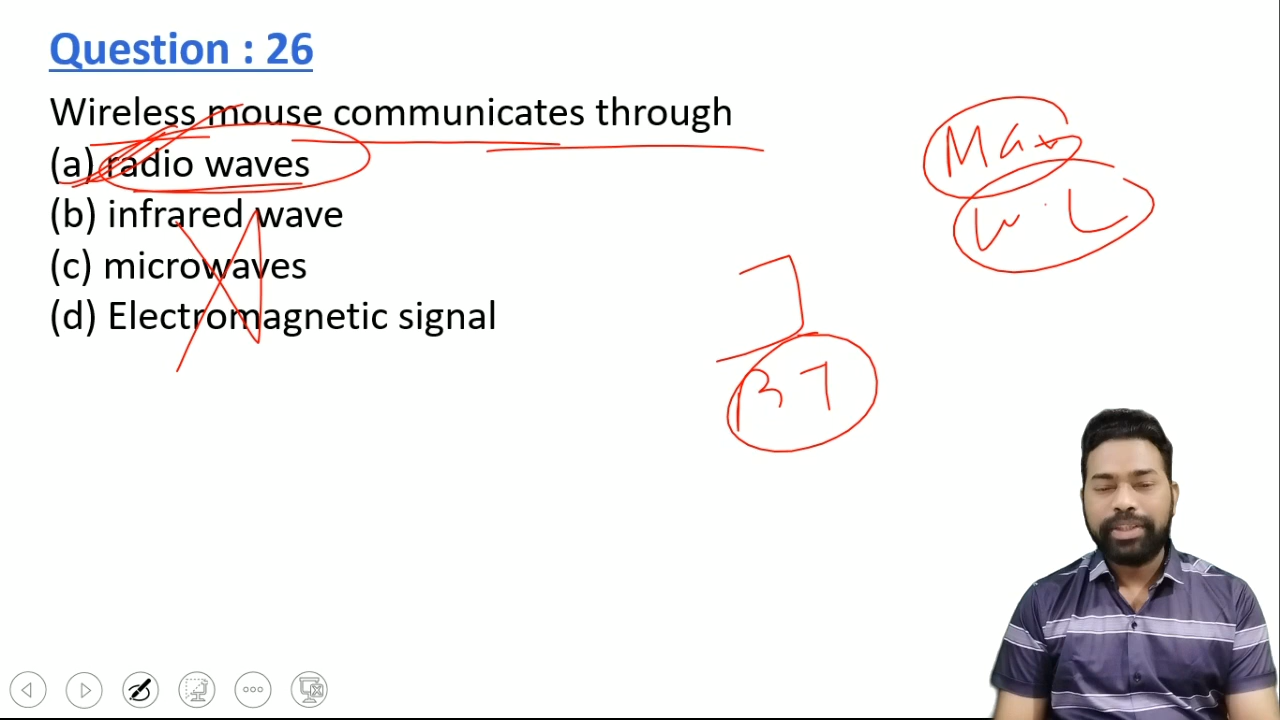 Question : 26
Wireless mouse communicates through
(a) radio waves
(b) infrared wave
(c) microwaves
(d) Electromagnetic signal
W.L
BT